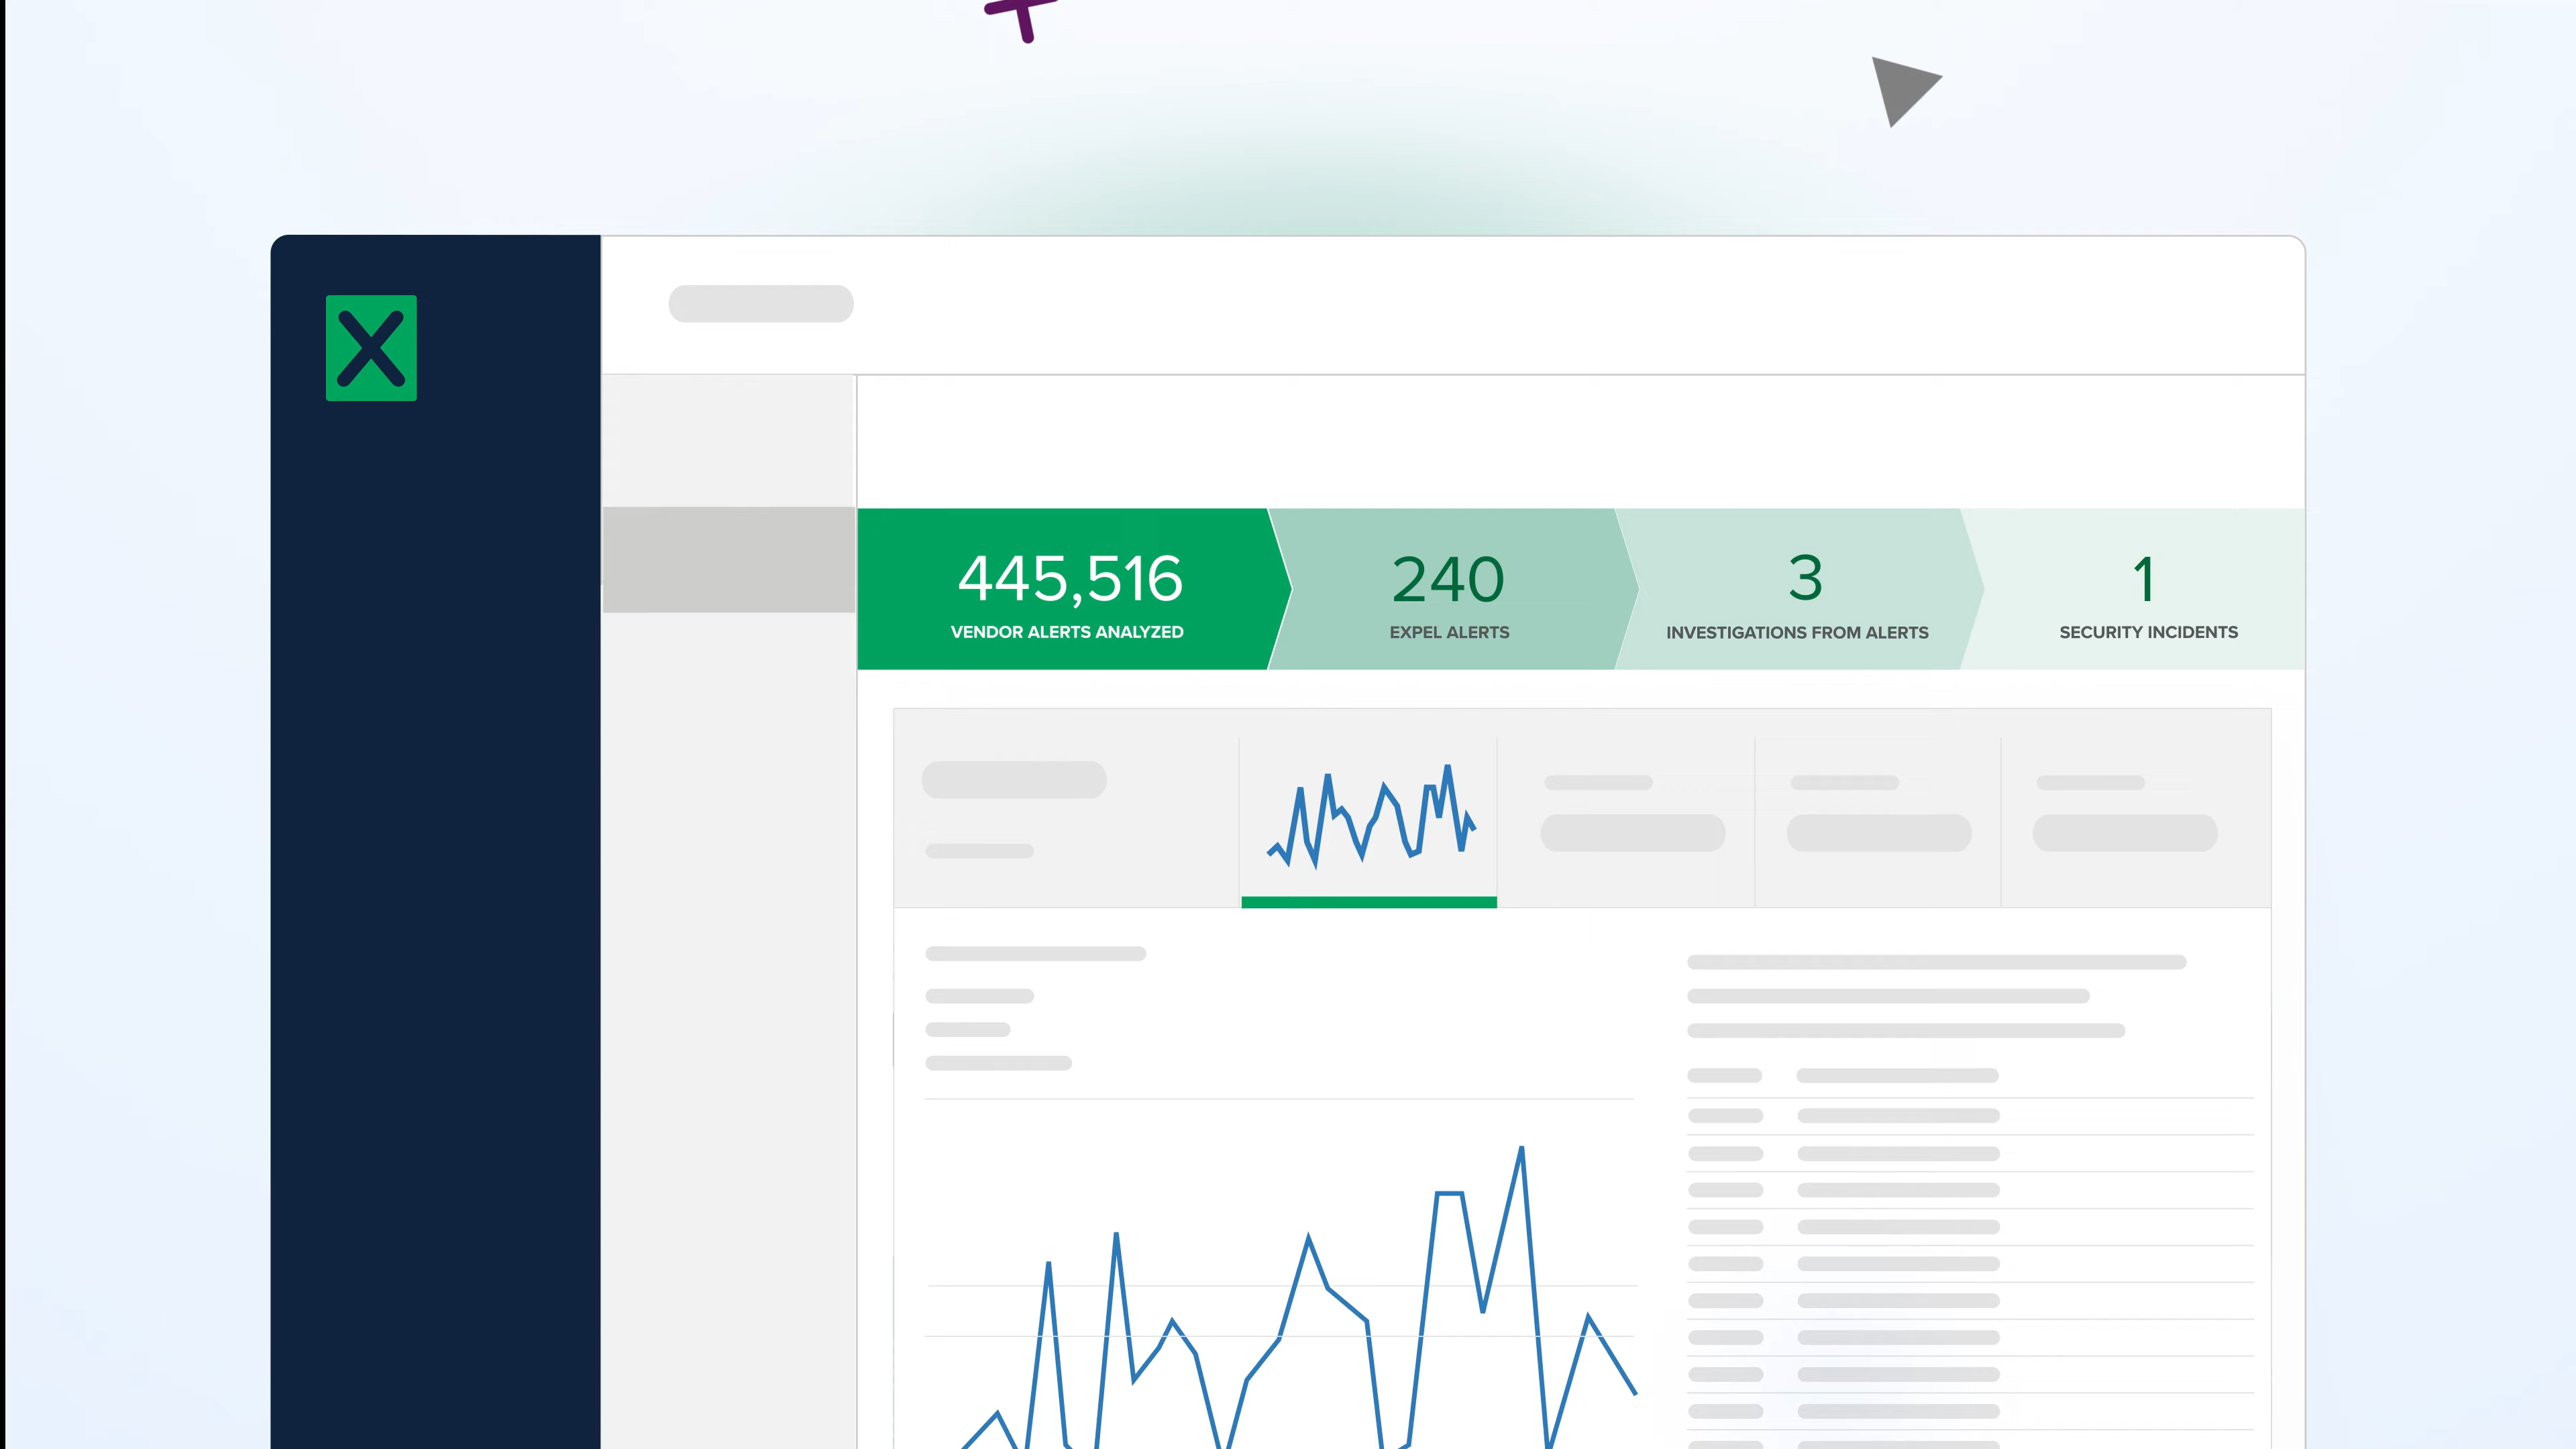 445,516
VENDOR ALERTS ANALYZED
240
EXPEL ALERTS
3
INVESTIGATIONS FROM ALERTS
1
SECURITY INCIDENTS